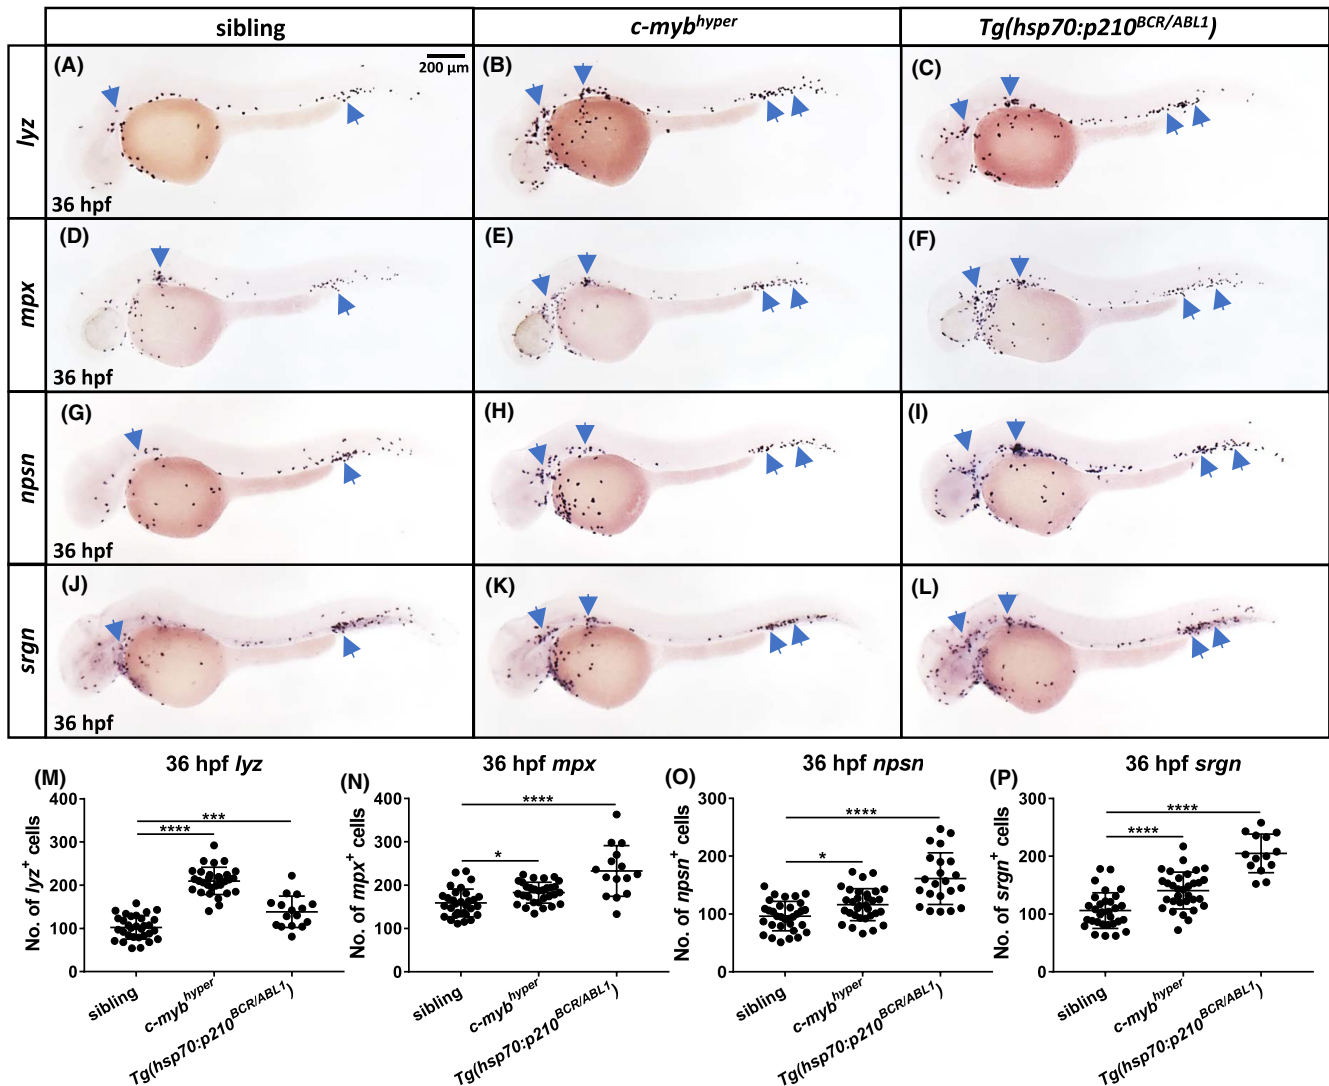 sibling
c-myb^hyper
Tg(hsp70:p210^BCR/ABL1)
lyz
(A)
200 µm
36 hpf
(B)
(C)
mpx
(D)
36 hpf
(E)
(F)
npsn
(G)
36 hpf
(H)
(I)
srgn
(J)
36 hpf
(K)
(L)
(M)
36 hpf lyz
No. of lyz+ cells
400
300
200
100
0
***
****
sibling
c-myb^hyper
Tg(hsp70:p210^BCR/ABL1)
(N)
36 hpf mpx
No. of mpx+ cells
400
300
200
100
0
****
*
sibling
c-myb^hyper
Tg(hsp70:p210^BCR/ABL1)
(O)
36 hpf npsn
No. of npsn+ cells
300
200
100
0
****
*
sibling
c-myb^hyper
Tg(hsp70:p210^BCR/ABL1)
(P)
36 hpf srgn
No. of srgn+ cells
300
200
100
0
****
****
sibling
c-myb^hyper
Tg(hsp70:p210^BCR/ABL1)